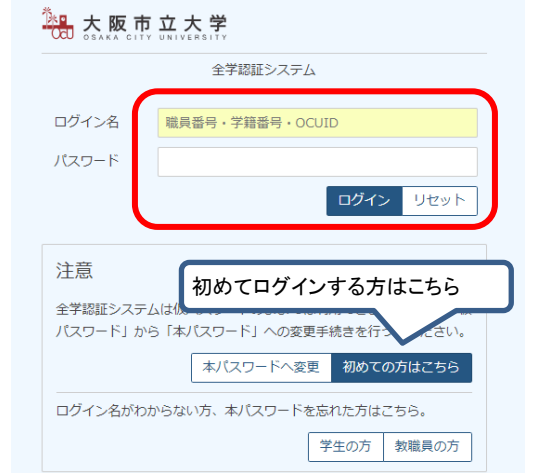 大阪市立大学
OSAKA CITY UNIVERSITY
全学認証システム
ログイン名
職員番号・学籍番号・OCUID
パスワード
ログイン リセット
注意
初めてログインする方はこちら
全学認証システムは仮
パスワード」から「本パスワード」への変更手続きを行っ ください。
本パスワードへ変更 初めての方はこちら
ログイン名がわからない方、本パスワードを忘れた方はこちら。
学生の方 教職員の方